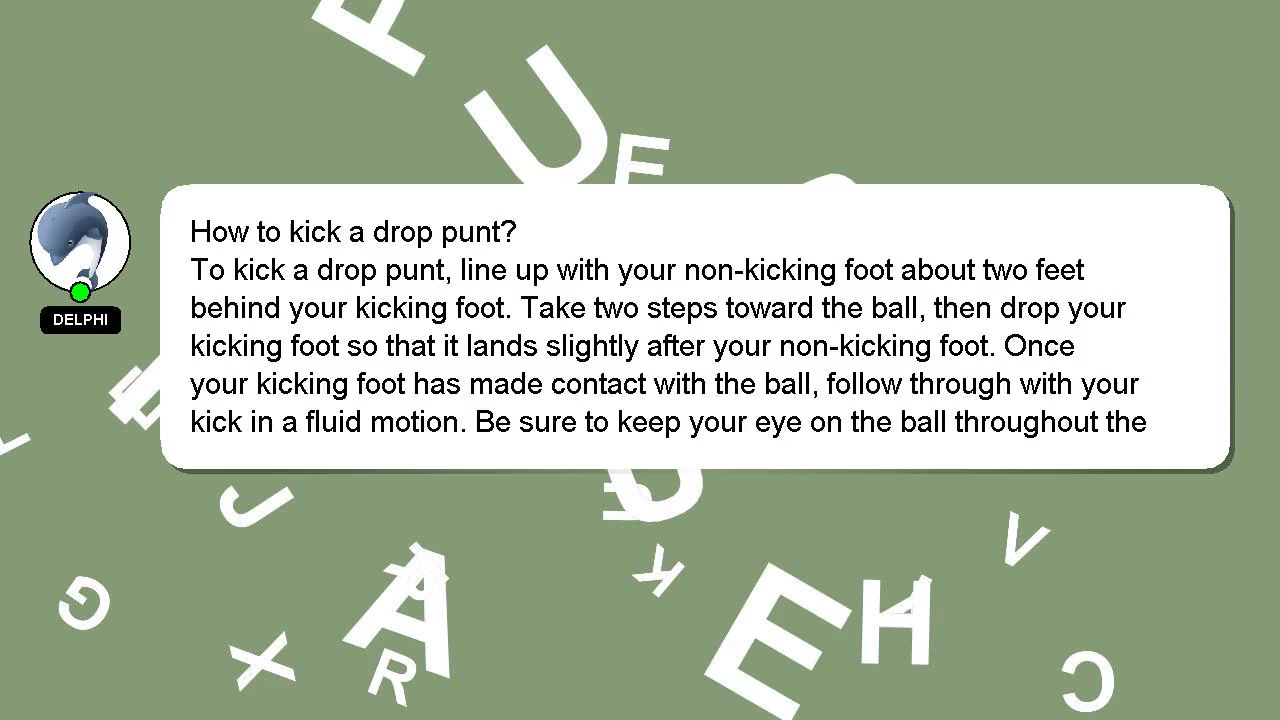 How to kick a drop punt?
To kick a drop punt, line up with your non-kicking foot about two feet
behind your kicking foot. Take two steps toward the ball, then drop your
kicking foot so that it lands slightly after your non-kicking foot. Once
your kicking foot has made contact with the ball, follow through with your
kick in a fluid motion. Be sure to keep your eye on the ball throughout the
DELPHI
P
U
E
J
U
E
K
V
G
A
X
R
E
H
C